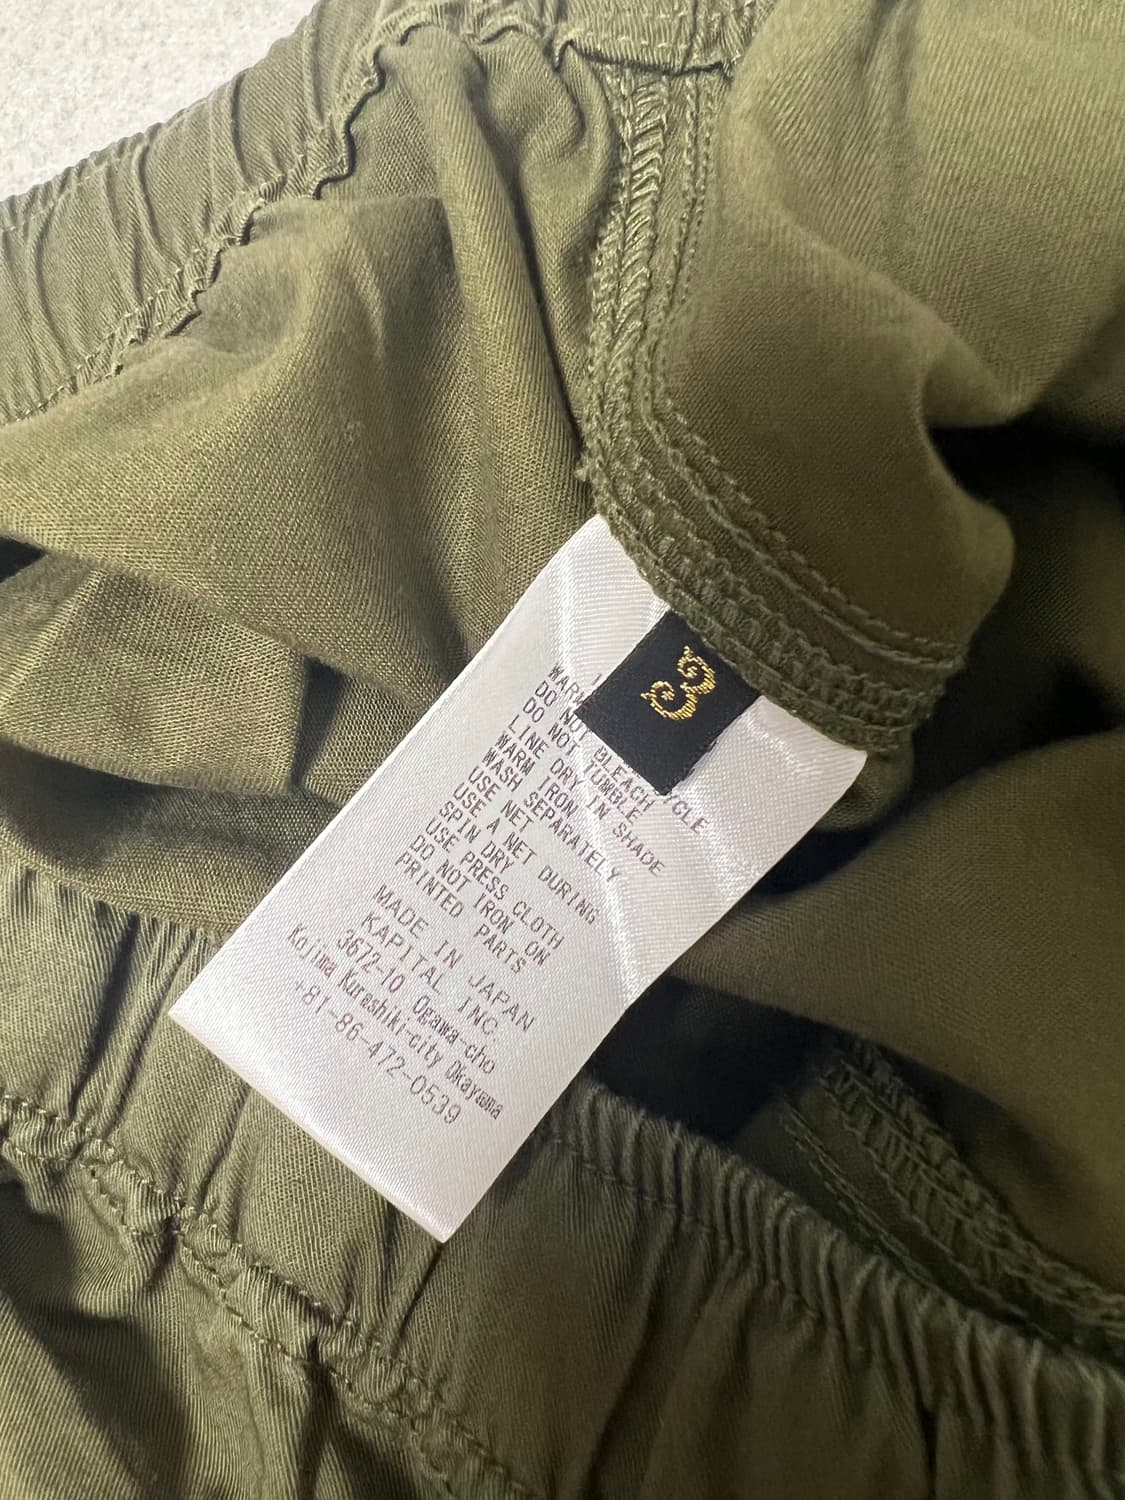 3
DO NOT BLEACH
DO NOT TUMBLE
LINE DRY IN SHADE
WARM IRON
WASH SEPARATELY
USE NET
USE A NET DURING
SPIN DRY
USE PRESS CLOTH
DO NOT IRON ON
PRINTED PARTS
MADE IN JAPAN
KAPITAL INC.
3672-10 Ogawa-cho
Kojima Kurashiki-city Okayama
+81-86-472-0539